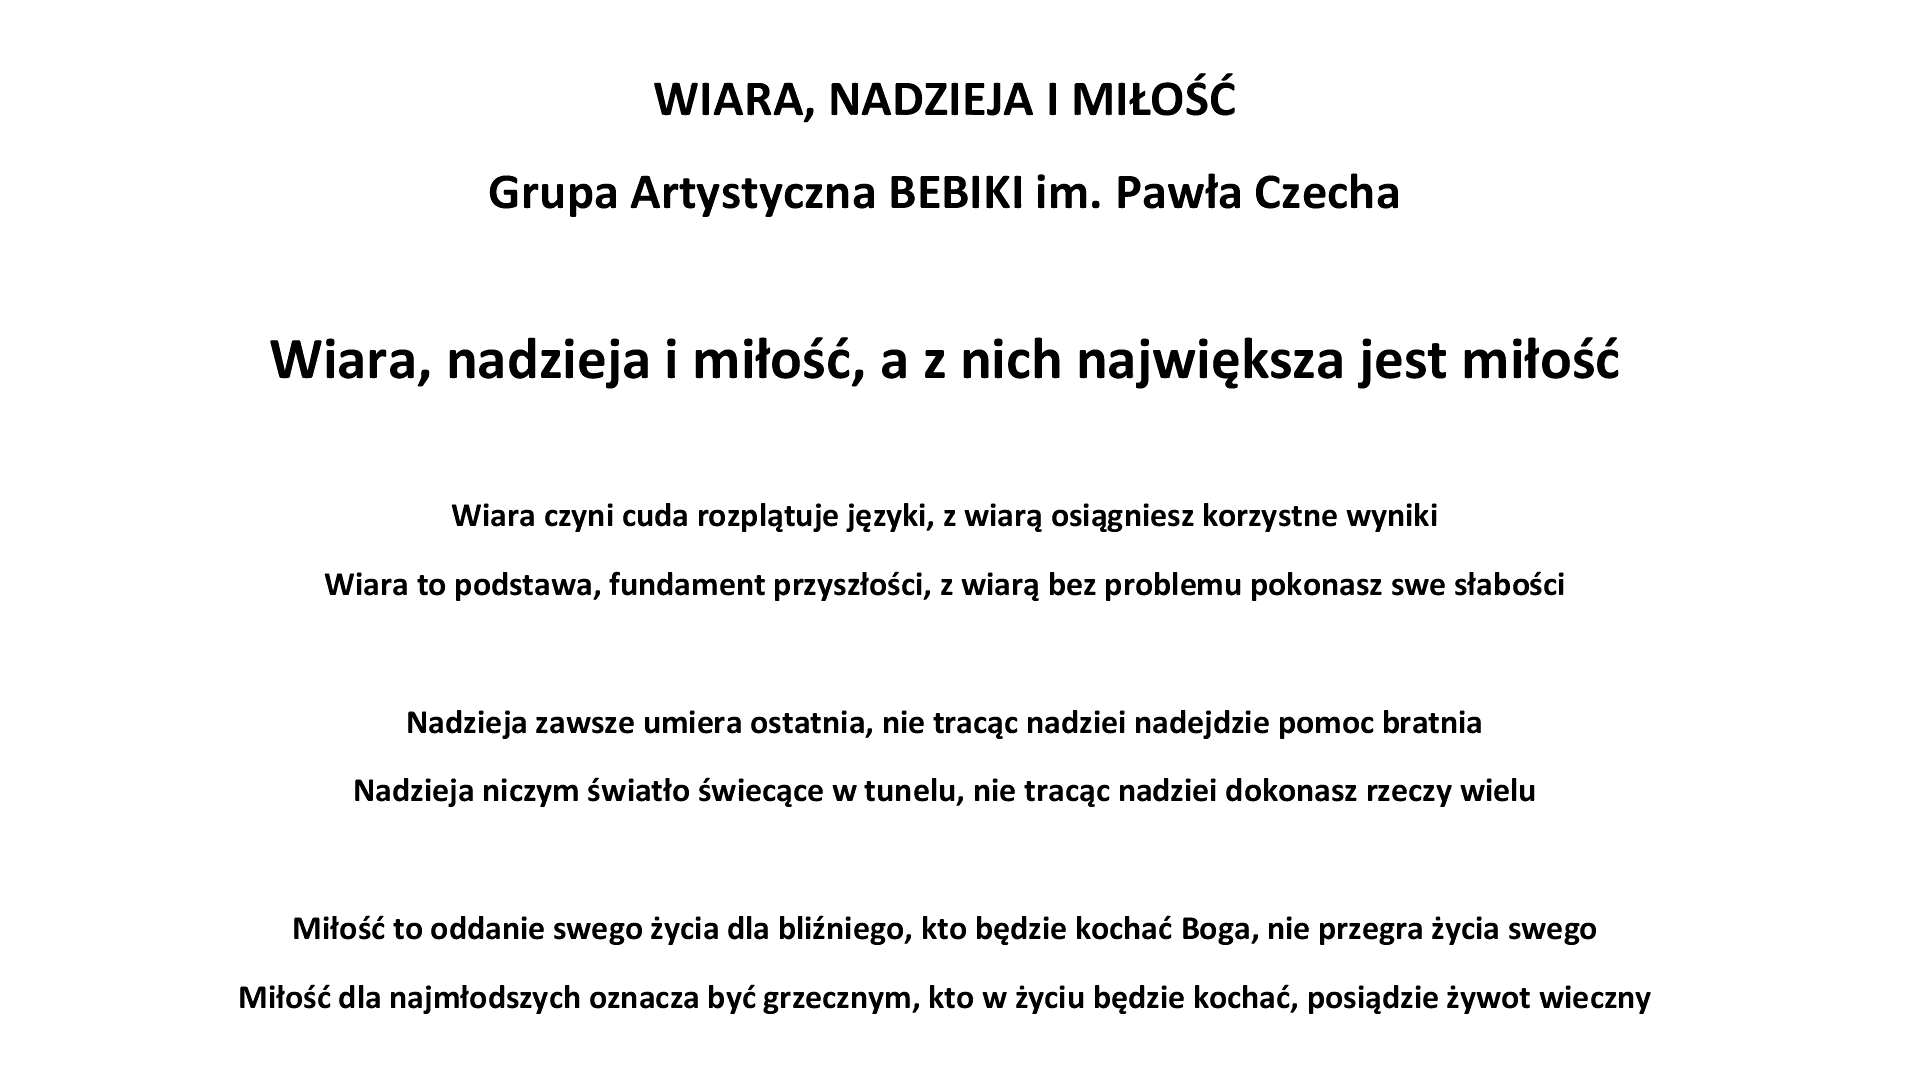 WIARA, NADZIEJA I MIŁOŚĆ
Grupa Artystyczna BEBIKI im. Pawła Czecha
Wiara, nadzieja i miłość, a z nich największa jest miłość
Wiara czyni cuda rozplątuje języki, z wiarą osiągniesz korzystne wyniki
Wiara to podstawa, fundament przyszłości, z wiarą bez problemu pokonasz swe słabości
Nadzieja zawsze umiera ostatnia, nie tracąc nadziei nadejdzie pomoc bratnia
Nadzieja niczym światło świecące w tunelu, nie tracąc nadziei dokonasz rzeczy wielu
Miłość to oddanie swego życia dla bliźniego, kto będzie kochać Boga, nie przegra życia swego
Miłość dla najmłodszych oznacza być grzecznym, kto w życiu będzie kochać, posiądzie żywot wieczny